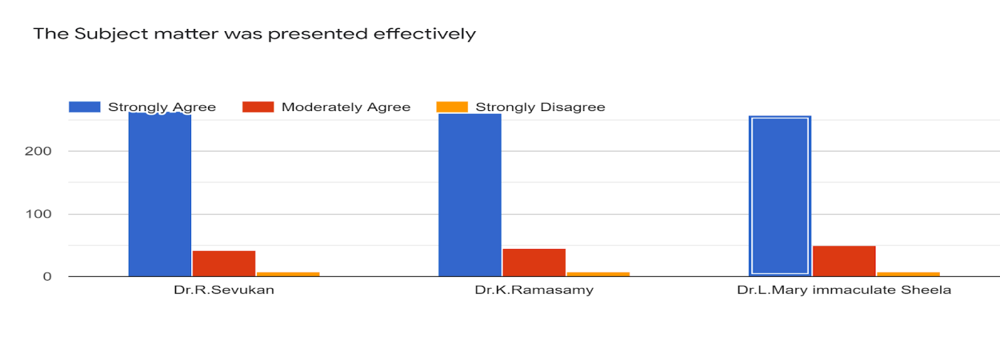 The Subject matter was presented effectively
Strongly Agree Moderately Agree Strongly Disagree
200
100
0
Dr.R.Sevukan Dr.K.Ramasamy Dr.L.Mary immaculate Sheela